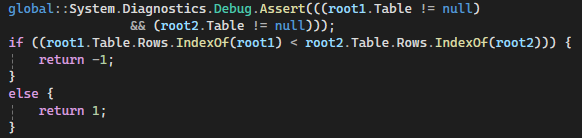 global::System.Diagnostics.Debug.Assert(((root1.Table != null)
                && (root2.Table != null)));
if ((root1.Table.Rows.IndexOf(root1) < root2.Table.Rows.IndexOf(root2))) {
    return -1;
}
else {
    return 1;
}